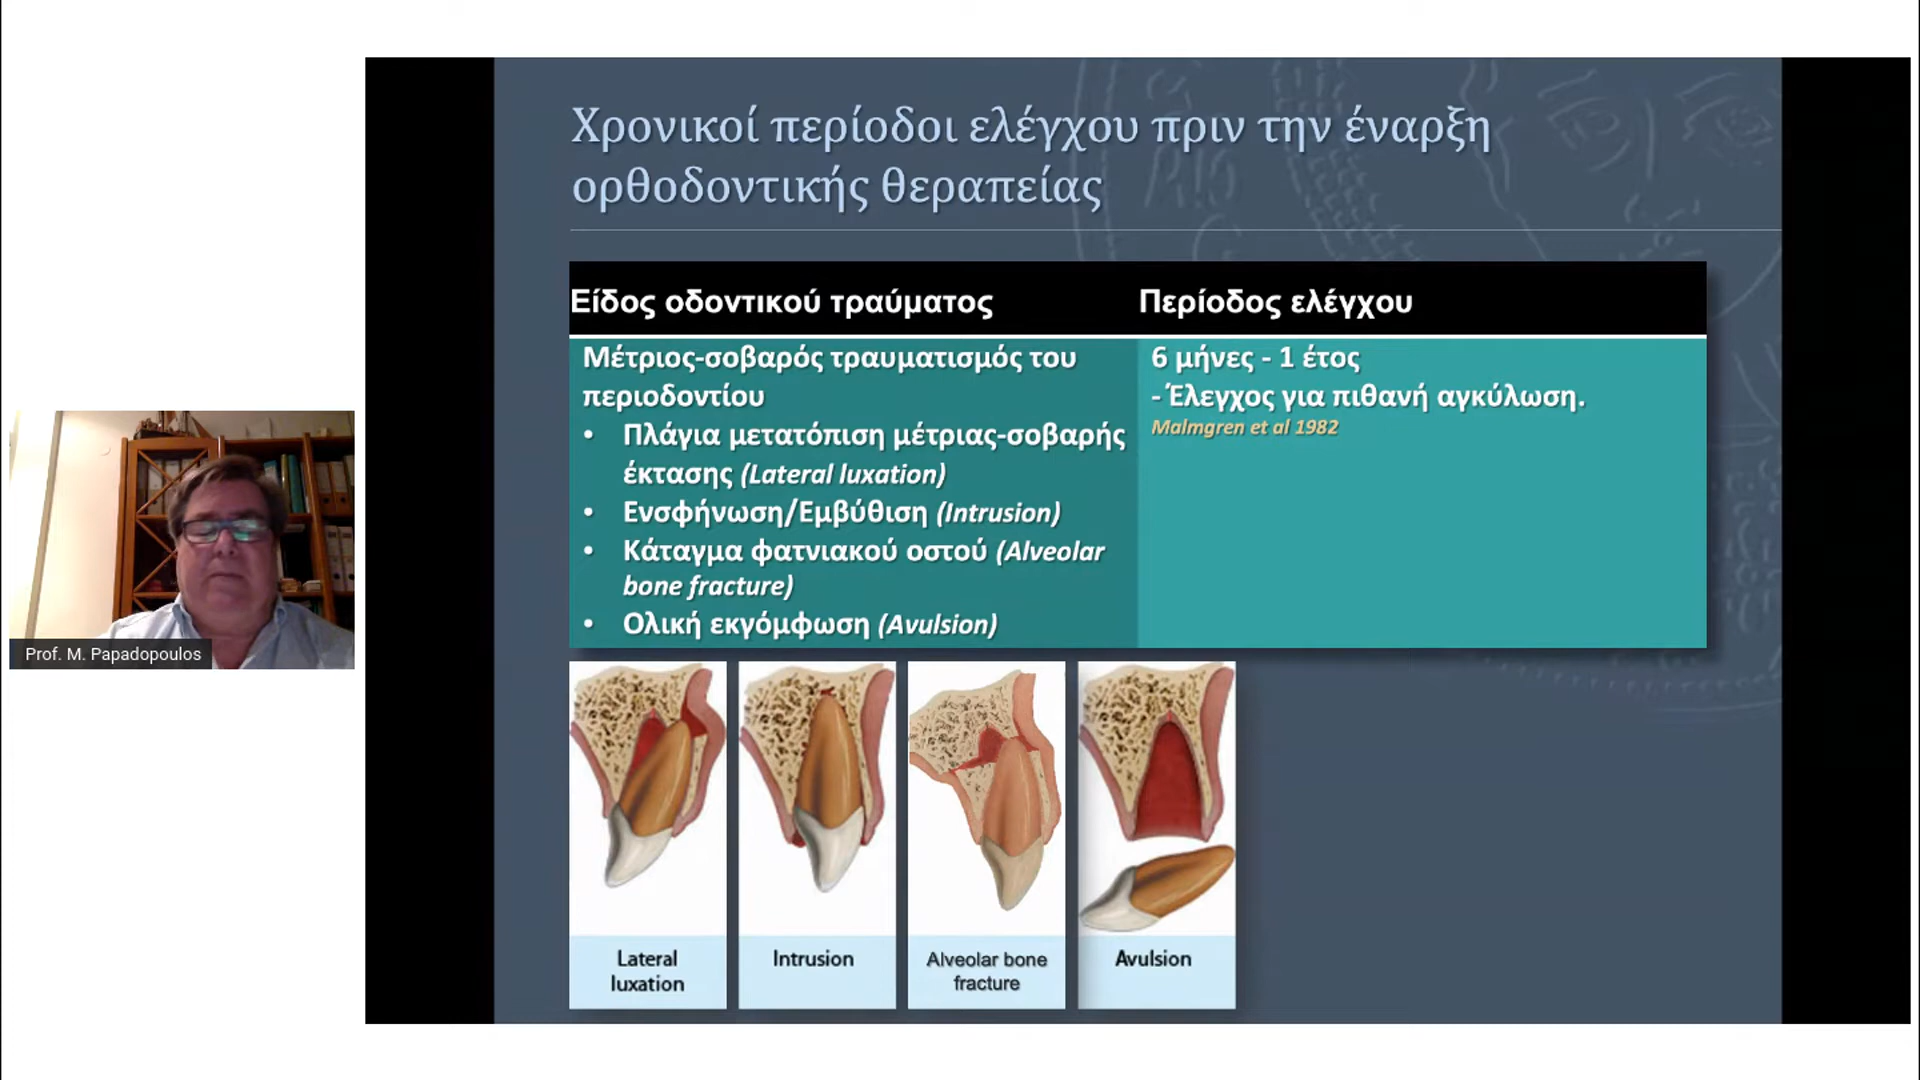 Χρονικοί περίοδοι ελέγχου πριν την έναρξη
ορθοδοντικής θεραπείας
Είδος οδοντικού τραύματος
Περίοδος ελέγχου
Μέτριος-σοβαρός τραυματισμός του
περιοδοντίου
• Πλάγια μετατόπιση μέτριας-σοβαρής
έκτασης (Lateral luxation)
• Ενσφήνωση/Εμβύθιση (Intrusion)
• Κάταγμα φατνιακού οστού (Alveolar
bone fracture)
• Ολική εκγόμφωση (Avulsion)
6 μήνες - 1 έτος
- Έλεγχος για πιθανή αγκύλωση.
Malmgren et al 1982
Prof. M. Papadopoulos
Lateral
luxation
Intrusion
Alveolar bone
fracture
Avulsion